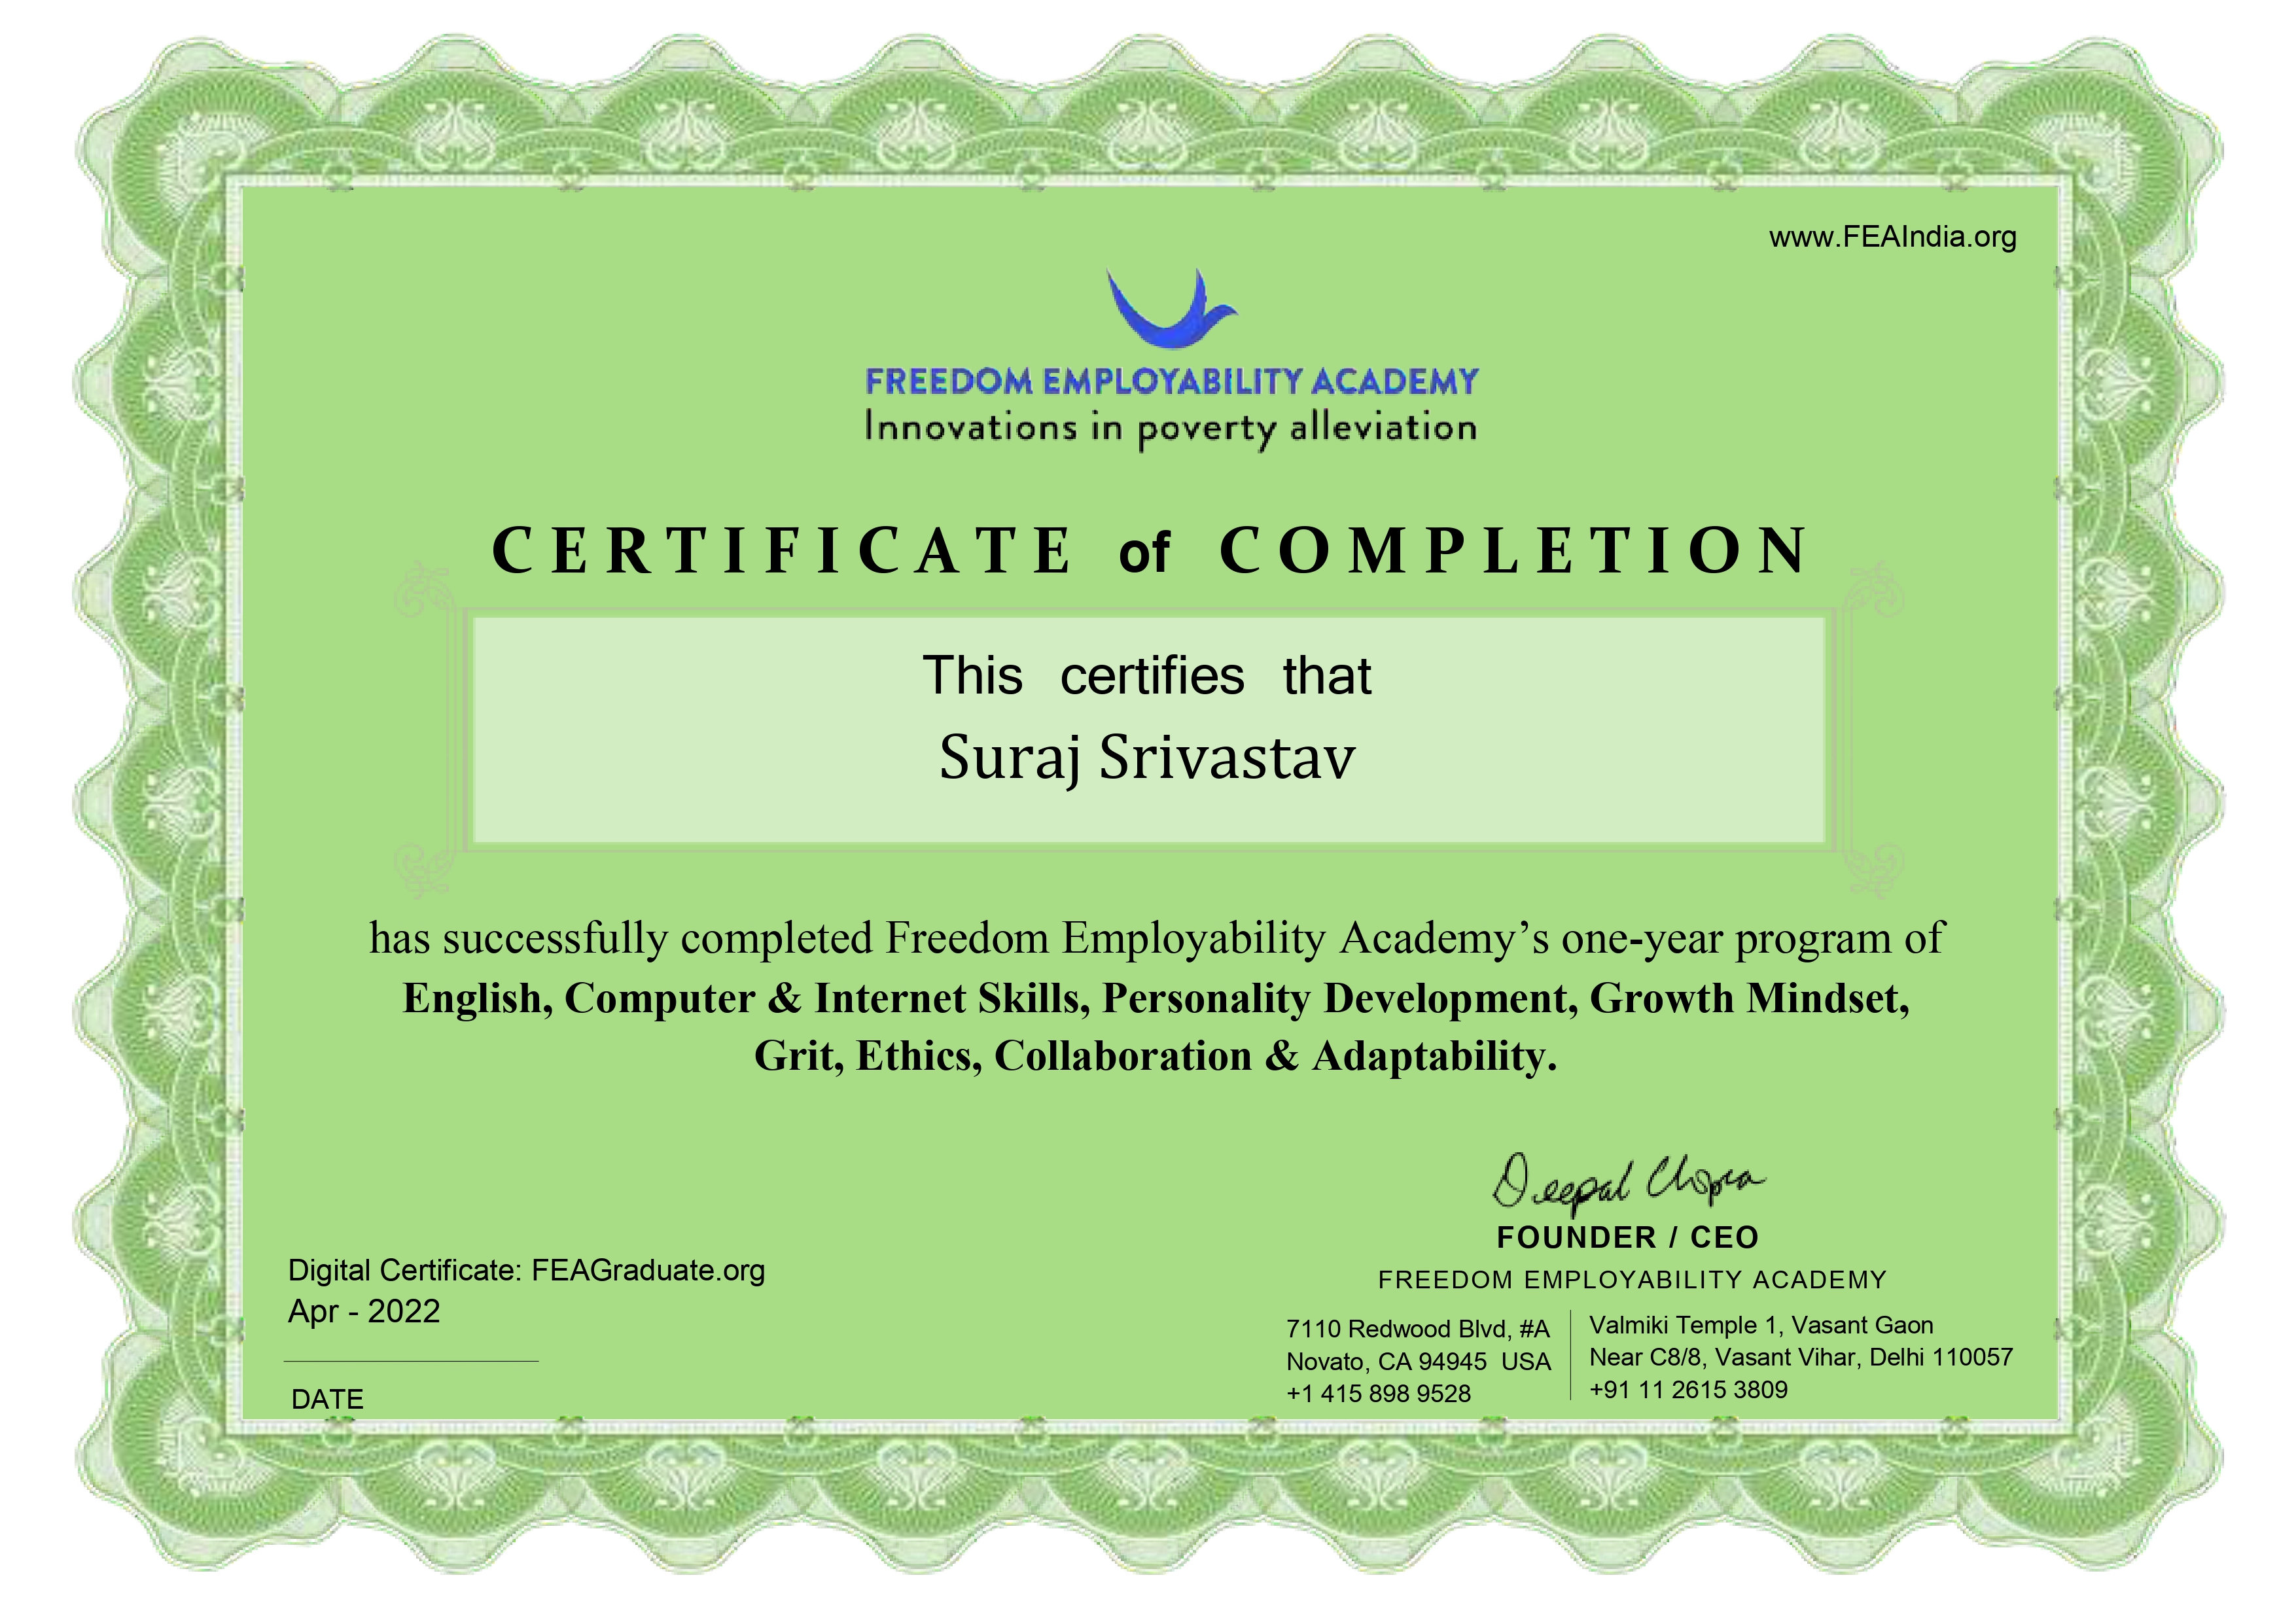 www.FEAIndia.org
FREEDOM EMPLOYABILITY ACADEMY
Innovations in poverty alleviation
CERTIFICATE of COMPLETION
This certifies that
Suraj Srivastav
has successfully completed Freedom Employability Academy’s one-year program of
English, Computer & Internet Skills, Personality Development, Growth Mindset,
Grit, Ethics, Collaboration & Adaptability.
Deepal Chopra
FOUNDER / CEO
FREEDOM EMPLOYABILITY ACADEMY
Digital Certificate: FEAGraduate.org
Apr - 2022
DATE
7110 Redwood Blvd, #A
Novato, CA 94945 USA
+1 415 898 9528
Valmiki Temple 1, Vasant Gaon
Near C8/8, Vasant Vihar, Delhi 110057
+91 11 2615 3809